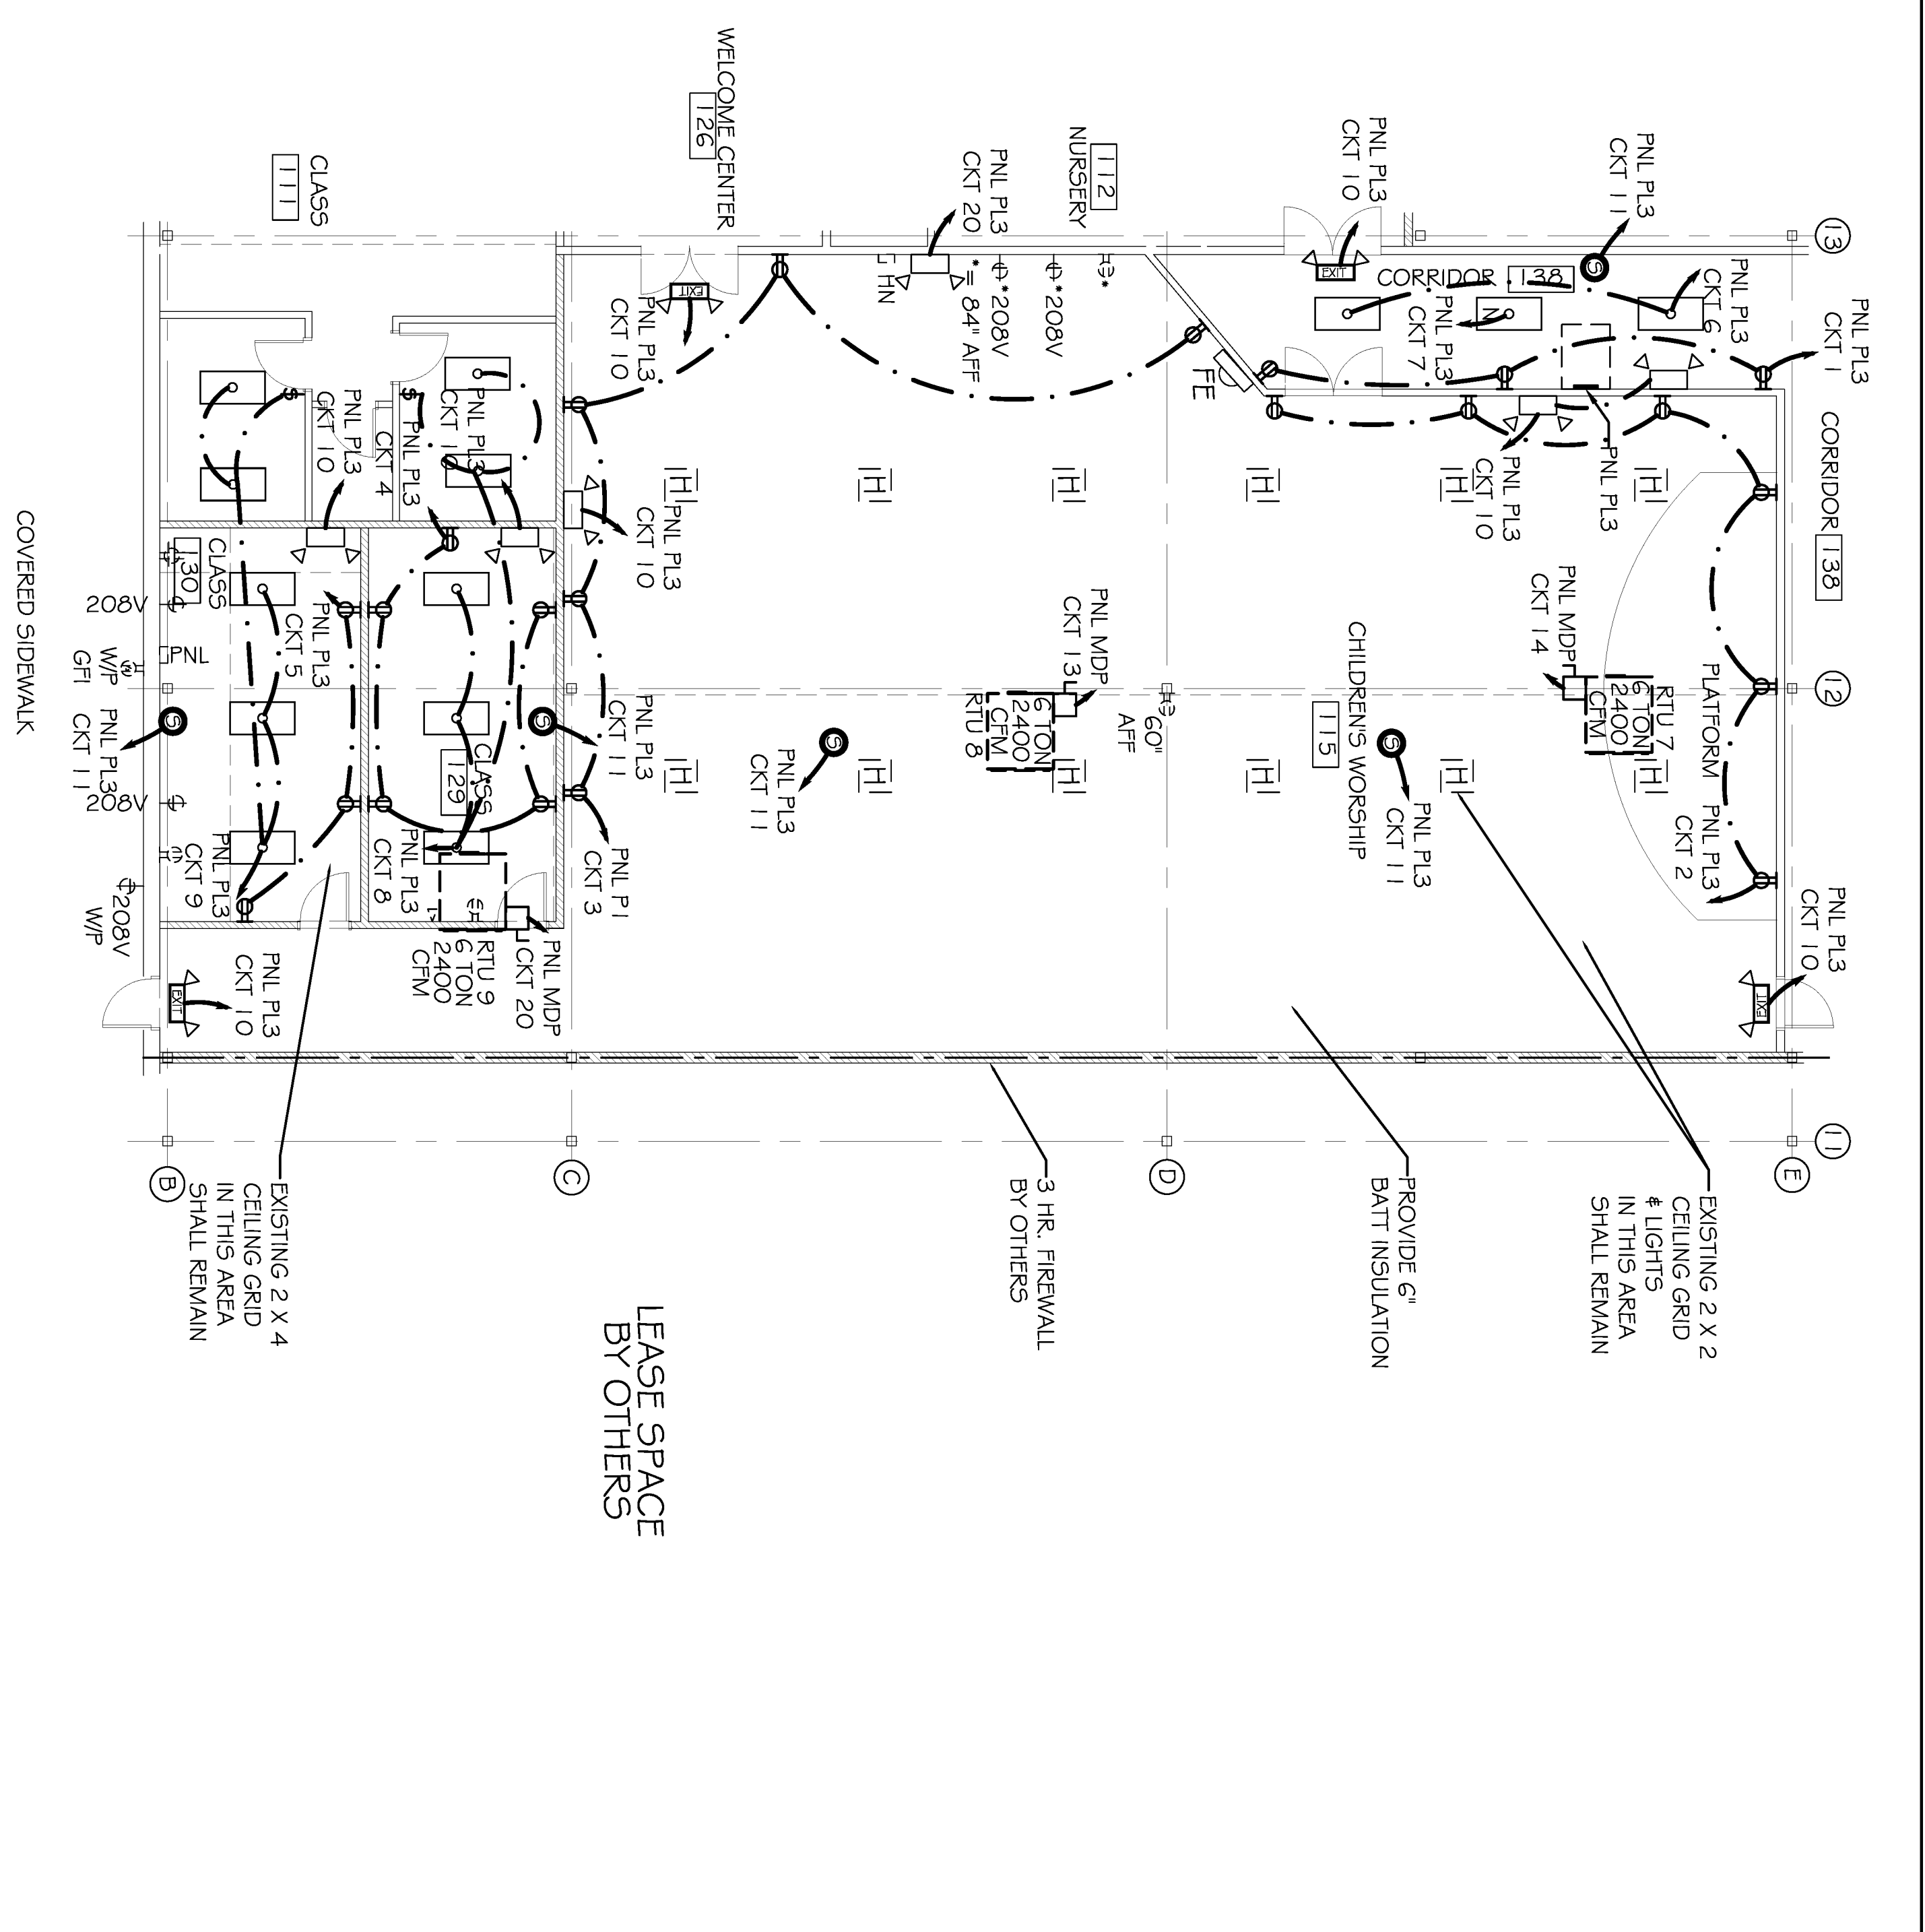 13
PNL PL3
CKT 1
PNL PL3
CKT 11
PNL PL3
CKT 10
CORRIDOR 138
PNL PL3
CKT 6
N
PNL PL3
CKT 7
EXIT
S
112
NURSERY
PNL PL3
CKT 20
HN
*208V
*208V
* = 84" AFF
*
FE
WELCOME CENTER
126
EXIT
PNL PL3
CKT 10
CLASS
111
PNL PL3
CKT 10
PNL PL3
CKT 4
PNL PL3
CKT 10
$
$
CORRIDOR 138
PNL PL3
PNL PL3
CKT 10
PNL PL3
CKT 10
H
H
H
H
H
H
12
PNL MDP
CKT 14
RTU 7
6 TON
2400
CFM
PLATFORM
PNL PL3
CKT 2
CHILDREN'S WORSHIP
115
S
PNL PL3
CKT 11
PNL MDP
CKT 13
6 TON
2400
CFM
RTU 8
60"
AFF
S
PNL PL3
CKT 11
H
H
H
H
H
H
PNL PL3
CKT 11
S
PNL P1
CKT 3
CLASS
129
PNL PL3
CKT 8
PNL PL3
CKT 5
CLASS
130
208V
PNL
W/P
GFI
S
PNL PL3
CKT 11
208V
PNL PL3
CKT 9
208V
W/P
COVERED SIDEWALK
PNL MDP
CKT 20
RTU 9
6 TON
2400
CFM
PNL PL3
CKT 10
EXIT
PNL PL3
CKT 10
EXIT
11
E
D
C
B
EXISTING 2 X 2
CEILING GRID
& LIGHTS
IN THIS AREA
SHALL REMAIN
PROVIDE 6"
BATT INSULATION
3 HR. FIREWALL
BY OTHERS
EXISTING 2 X 4
CEILING GRID
IN THIS AREA
SHALL REMAIN
LEASE SPACE
BY OTHERS